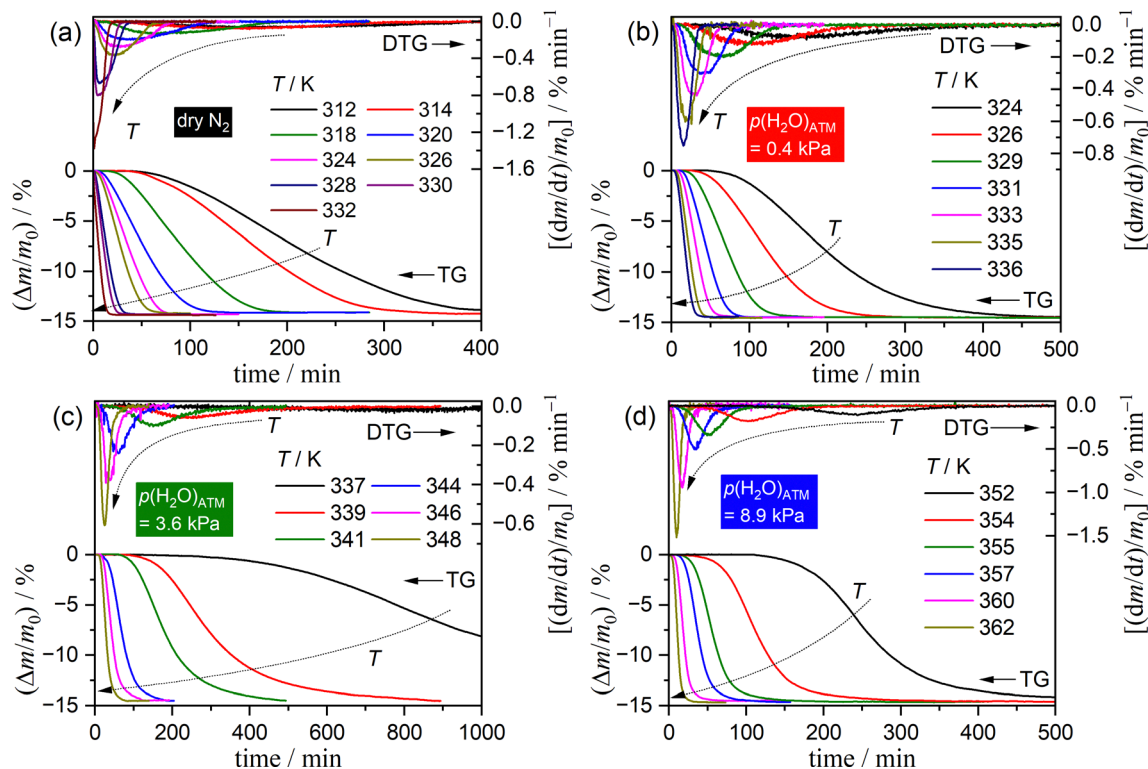 (a)
DTG
T
dry N₂
T / K
312 314
318 320
324 326
328 330
332
T
TG
(Δm/m₀) / %
0
−5
−10
−15
0 100 200 300 400
time / min
0.0
−0.4
−0.8
−1.2
−1.6
[(dm/dt)/m₀] / % min⁻¹
(b)
DTG
T
p(H₂O)ATM
= 0.4 kPa
T / K
324
326
329
331
333
335
336
T
TG
(Δm/m₀) / %
0
−5
−10
−15
0 100 200 300 400 500
time / min
0.0
−0.2
−0.4
−0.6
−0.8
[(dm/dt)/m₀] / % min⁻¹
(c)
T
DTG
p(H₂O)ATM
= 3.6 kPa
T / K
337 344
339 346
341 348
TG
T
(Δm/m₀) / %
0
−5
−10
−15
0 200 400 600 800 1000
time / min
0.0
−0.2
−0.4
−0.6
[(dm/dt)/m₀] / % min⁻¹
(d)
T
DTG
p(H₂O)ATM
= 8.9 kPa
T / K
352
354
355
357
360
362
T
TG
(Δm/m₀) / %
0
−5
−10
−15
0 100 200 300 400 500
time / min
0.0
−0.5
−1.0
−1.5
[(dm/dt)/m₀] / % min⁻¹